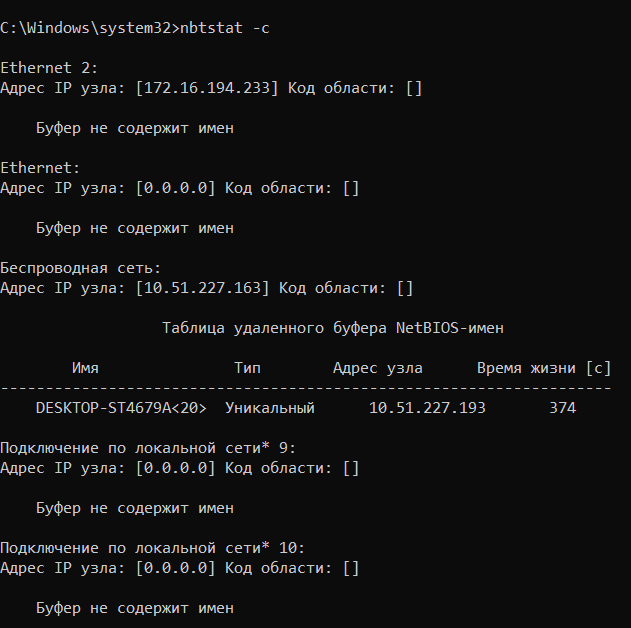 C:\Windows\system32>nbtstat -c
Ethernet 2:
Адрес IP узла: [172.16.194.233] Код области: []
Буфер не содержит имен
Ethernet:
Адрес IP узла: [0.0.0.0] Код области: []
Буфер не содержит имен
Беспроводная сеть:
Адрес IP узла: [10.51.227.163] Код области: []
Таблица удаленного буфера NetBIOS-имен
Имя Тип Адрес узла Время жизни [с]
--------------------------------------------------------------------
DESKTOP-ST4679A<20> Уникальный 10.51.227.193 374
Подключение по локальной сети* 9:
Адрес IP узла: [0.0.0.0] Код области: []
Буфер не содержит имен
Подключение по локальной сети* 10:
Адрес IP узла: [0.0.0.0] Код области: []
Буфер не содержит имен